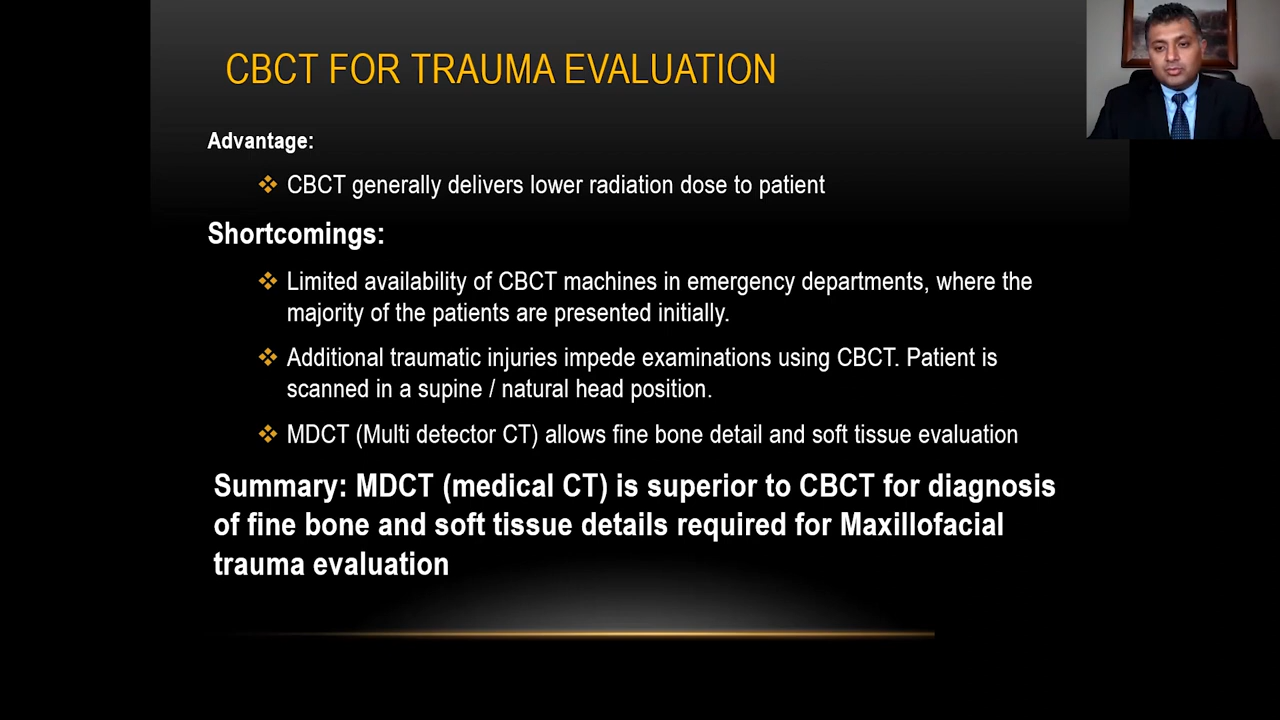 CBCT FOR TRAUMA EVALUATION
Advantage:
CBCT generally delivers lower radiation dose to patient
Shortcomings:
Limited availability of CBCT machines in emergency departments, where the
majority of the patients are presented initially.
Additional traumatic injuries impede examinations using CBCT. Patient is
scanned in a supine / natural head position.
MDCT (Multi detector CT) allows fine bone detail and soft tissue evaluation
Summary: MDCT (medical CT) is superior to CBCT for diagnosis
of fine bone and soft tissue details required for Maxillofacial
trauma evaluation